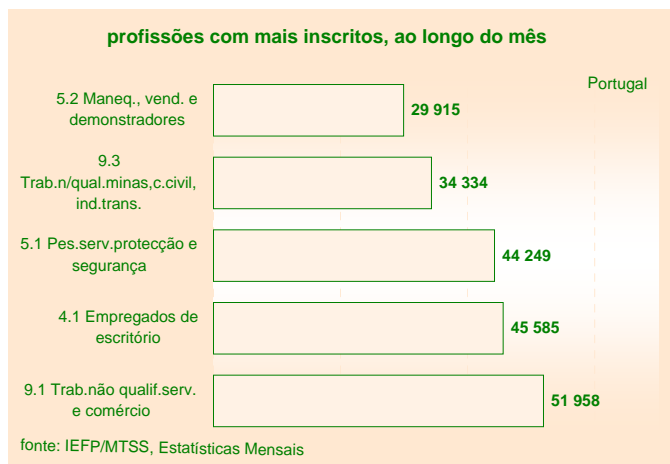 profissões com mais inscritos, ao longo do mês
Portugal
5.2 Maneq., vend. e
demonstradores
29 915
9.3
Trab.n/qual.minas,c.civil,
ind.trans.
34 334
5.1 Pes.serv.protecção e
segurança
44 249
4.1 Empregados de
escritório
45 585
9.1 Trab.não qualif.serv.
e comércio
51 958
fonte: IEFP/MTSS, Estatísticas Mensais